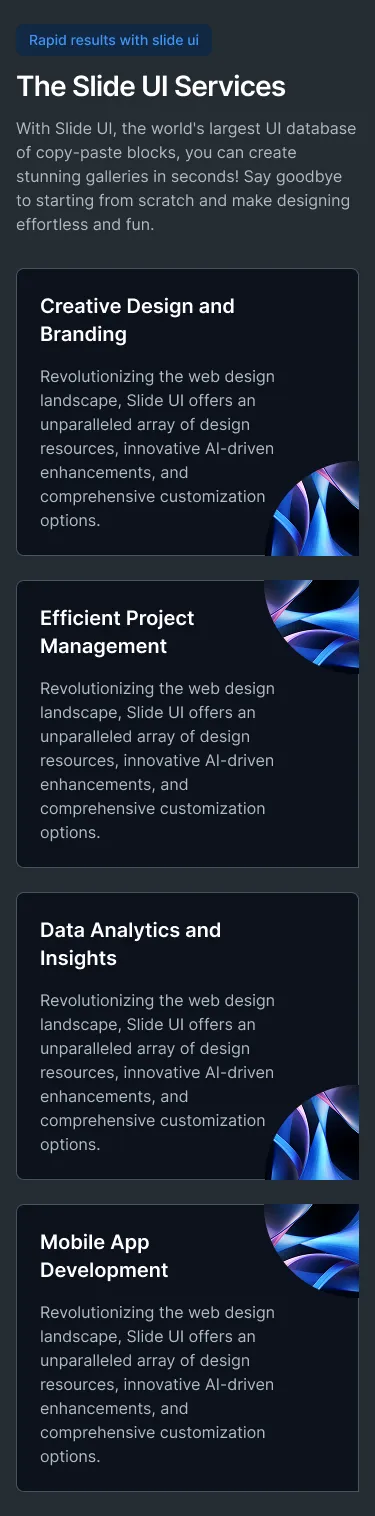 Rapid results with slide ui
The Slide UI Services
With Slide UI, the world's largest UI database
of copy-paste blocks, you can create
stunning galleries in seconds! Say goodbye
to starting from scratch and make designing
effortless and fun.
Creative Design and
Branding
Revolutionizing the web design
landscape, Slide UI offers an
unparalleled array of design
resources, innovative AI-driven
enhancements, and
comprehensive customization
options.
Efficient Project
Management
Revolutionizing the web design
landscape, Slide UI offers an
unparalleled array of design
resources, innovative AI-driven
enhancements, and
comprehensive customization
options.
Data Analytics and
Insights
Revolutionizing the web design
landscape, Slide UI offers an
unparalleled array of design
resources, innovative AI-driven
enhancements, and
comprehensive customization
options.
Mobile App
Development
Revolutionizing the web design
landscape, Slide UI offers an
unparalleled array of design
resources, innovative AI-driven
enhancements, and
comprehensive customization
options.